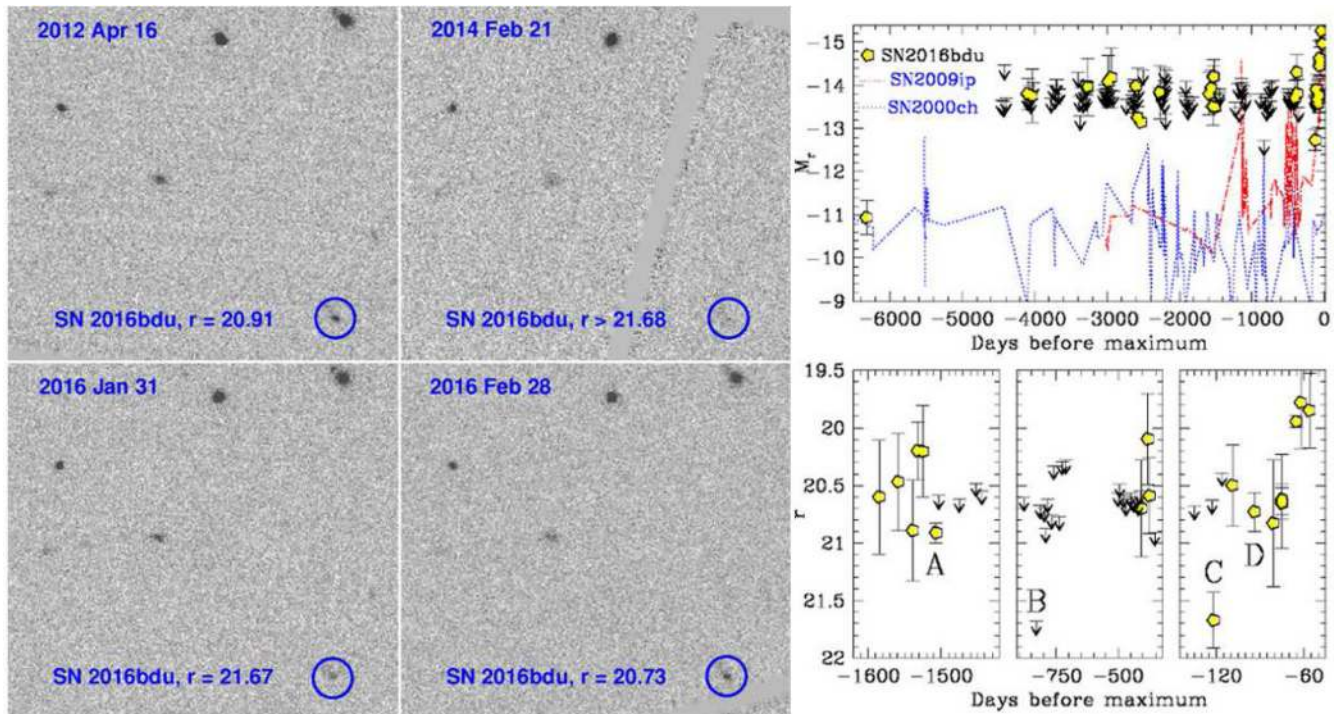 2012 Apr 16
SN 2016bdu, r = 20.91
2014 Feb 21
SN 2016bdu, r > 21.68
2016 Jan 31
SN 2016bdu, r = 21.67
2016 Feb 28
SN 2016bdu, r = 20.73
-15
-14
-13
-12
-11
-10
-9
M_r
SN2016bdu
SN2009ip
SN2000ch
-6000 -5000 -4000 -3000 -2000 -1000 0
Days before maximum
19.5
20
20.5
21
21.5
22
r
A
B
C
D
-1600 -1500 -750 -500 -120 -60
Days before maximum